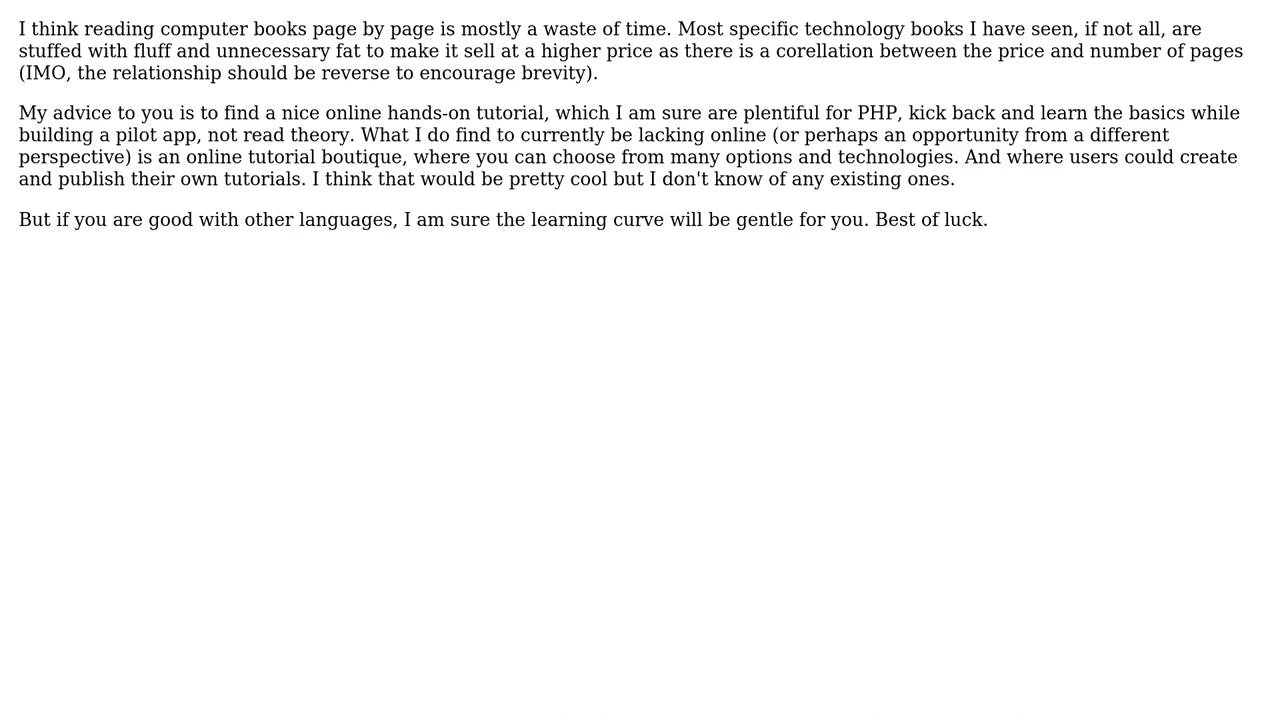 I think reading computer books page by page is mostly a waste of time. Most specific technology books I have seen, if not all, are
stuffed with fluff and unnecessary fat to make it sell at a higher price as there is a corellation between the price and number of pages
(IMO, the relationship should be reverse to encourage brevity).
My advice to you is to find a nice online hands-on tutorial, which I am sure are plentiful for PHP, kick back and learn the basics while
building a pilot app, not read theory. What I do find to currently be lacking online (or perhaps an opportunity from a different
perspective) is an online tutorial boutique, where you can choose from many options and technologies. And where users could create
and publish their own tutorials. I think that would be pretty cool but I don't know of any existing ones.
But if you are good with other languages, I am sure the learning curve will be gentle for you. Best of luck.